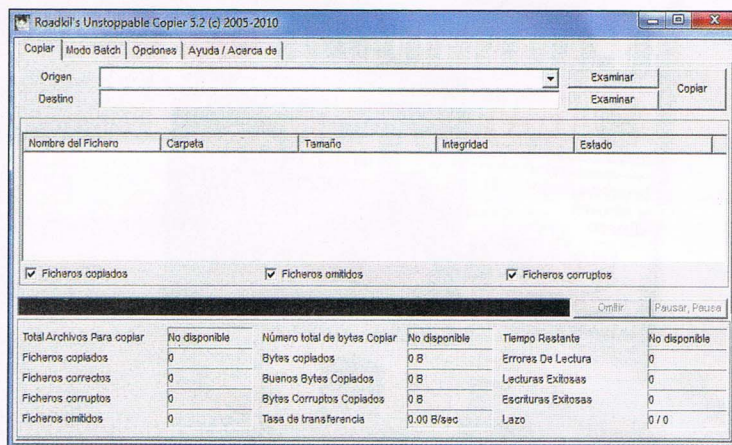 Roadkil's Unstoppable Copier 5.2 (c) 2005-2010
Copiar Modo Batch Opciones Ayuda / Acerca de
Origen Examinar Copiar
Destino Examinar
Nombre del Fichero Carpeta Tamaño Integridad Estado
Ficheros copiados Ficheros omitidos Ficheros corruptos
Omitir Pausar, Pausa
Total Archivos Para copiar No disponible Número total de bytes Copiar No disponible Tiempo Restante No disponible
Ficheros copiados 0 Bytes copiados 0 B Errores De Lectura 0
Ficheros correctos 0 Buenos Bytes Copiados 0 B Lecturas Exitosas 0
Ficheros corruptos 0 Bytes Corruptos Copiados 0 B Escrituras Exitosas 0
Ficheros omitidos 0 Tasa de transferencia 0.00 B/sec Lazo 0 / 0